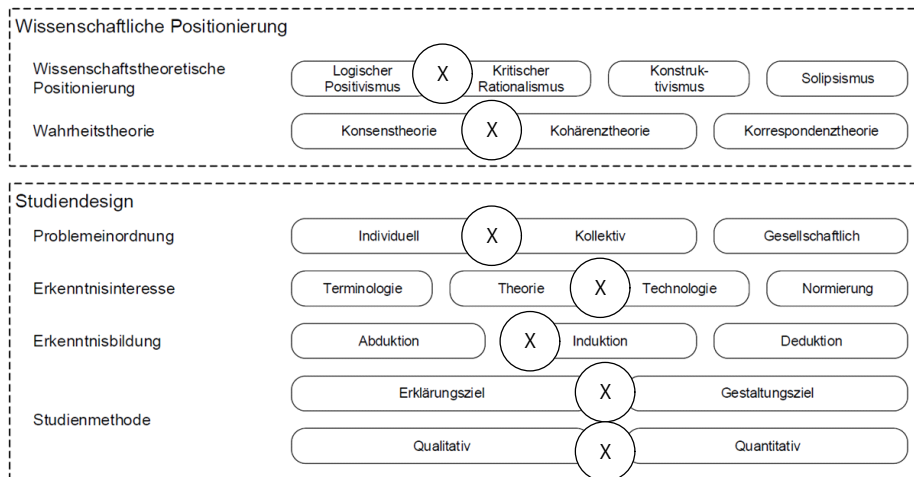 Wissenschaftliche Positionierung
Wissenschaftstheoretische
Positionierung
Logischer
Positivismus
X
Kritischer
Rationalismus
Konstruk-
tivismus
Solipsismus
Wahrheitstheorie
Konsenstheorie
X
Kohärenztheorie
Korrespondenztheorie
Studiendesign
Problemeinordnung
Individuell
X
Kollektiv
Gesellschaftlich
Erkenntnisinteresse
Terminologie
Theorie
X
Technologie
Normierung
Erkenntnisbildung
Abduktion
X
Induktion
Deduktion
Studienmethode
Erklärungsziel
X
Gestaltungsziel
Qualitativ
X
Quantitativ